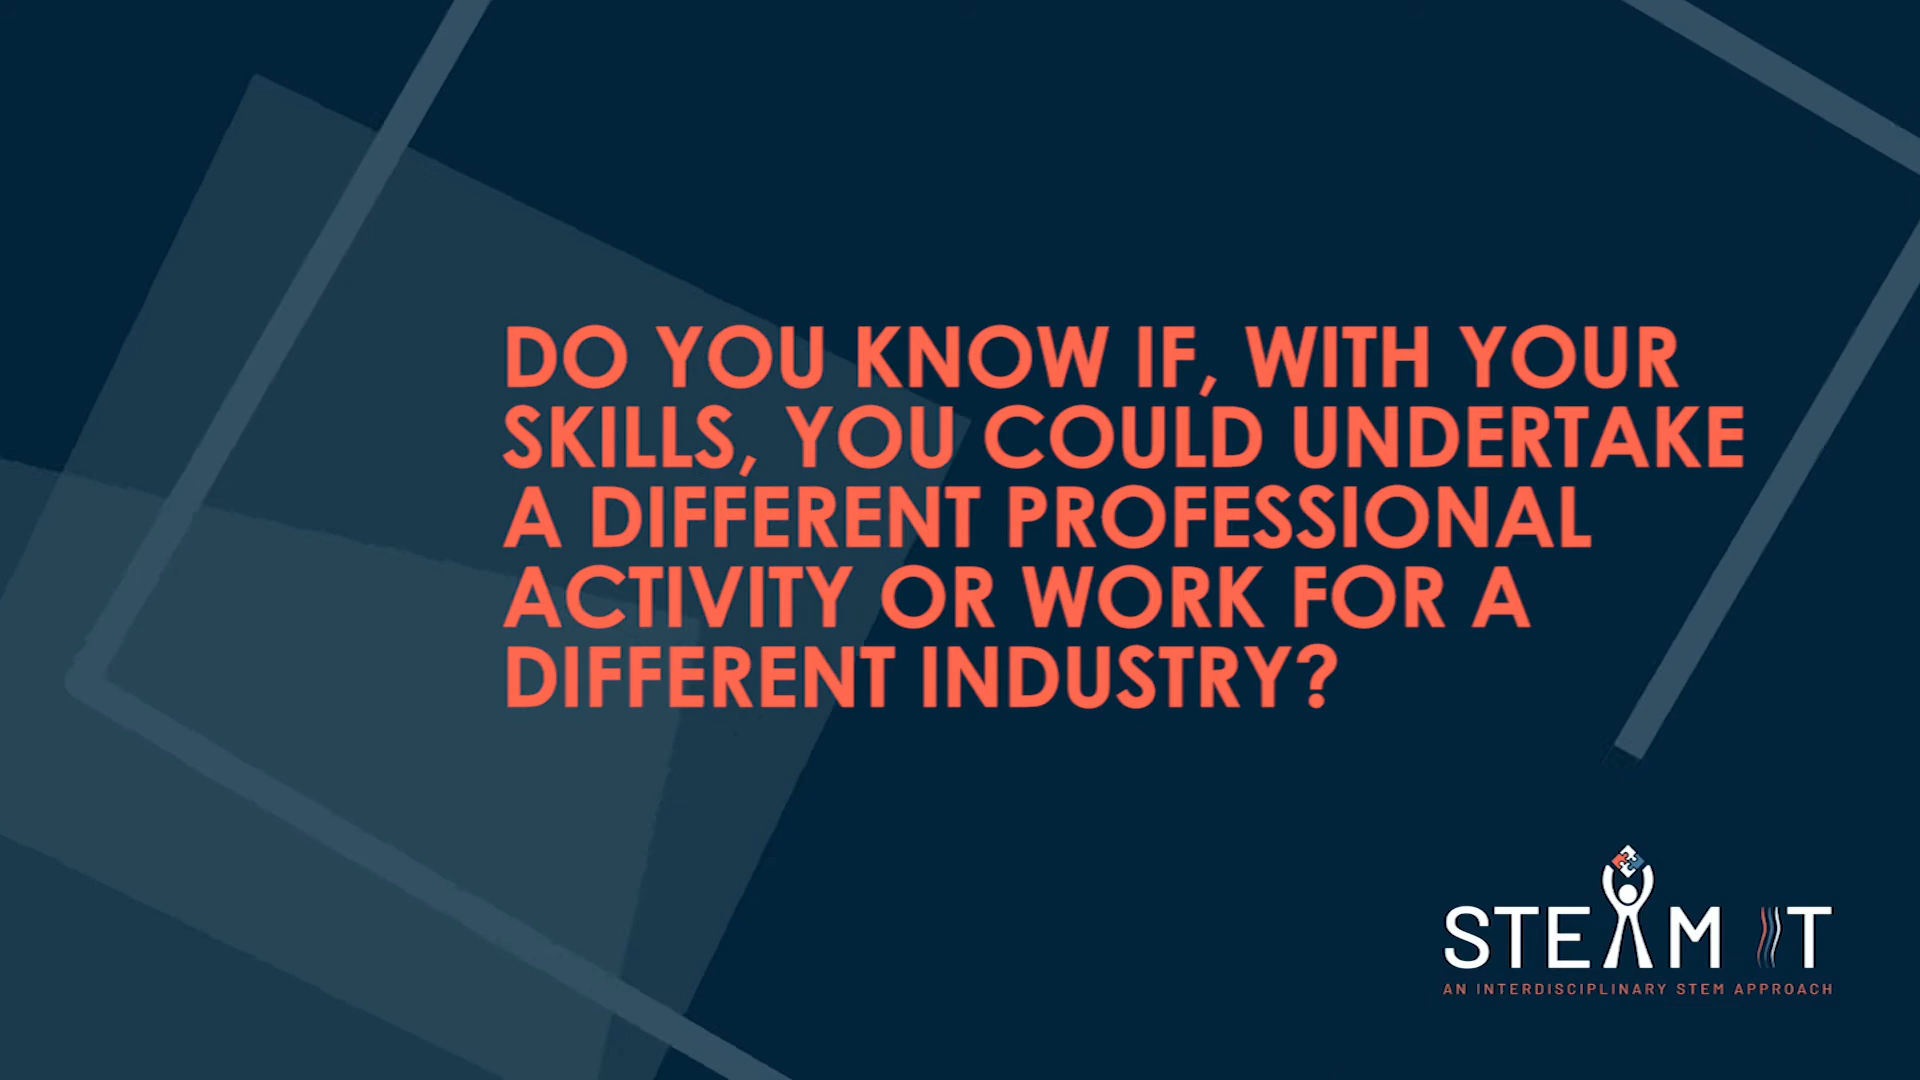 DO YOU KNOW IF, WITH YOUR
SKILLS, YOU COULD UNDERTAKE
A DIFFERENT PROFESSIONAL
ACTIVITY OR WORK FOR A
DIFFERENT INDUSTRY?
STEAM IT
AN INTERDISCIPLINARY STEM APPROACH